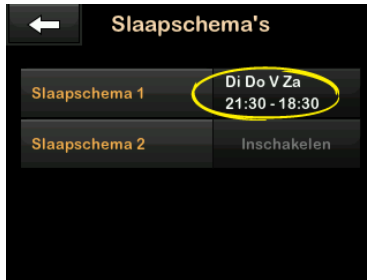 Slaapschema's
Slaapschema 1
Di Do V Za
21:30 - 18:30
Slaapschema 2
Inschakelen